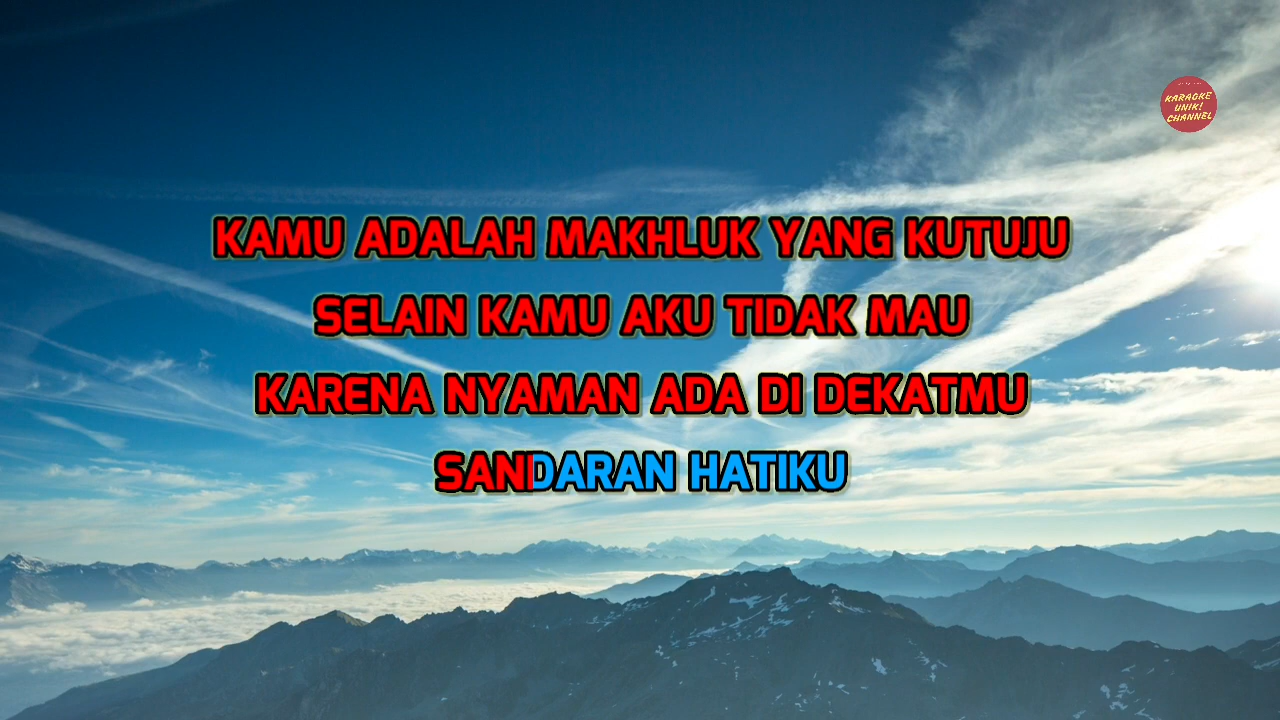 KARAOKE
UNIK!
CHANNEL
KAMU ADALAH MAKHLUK YANG KUTUJU
SELAIN KAMU AKU TIDAK MAU
KARENA NYAMAN ADA DI DEKATMU
SANDARAN HATIKU